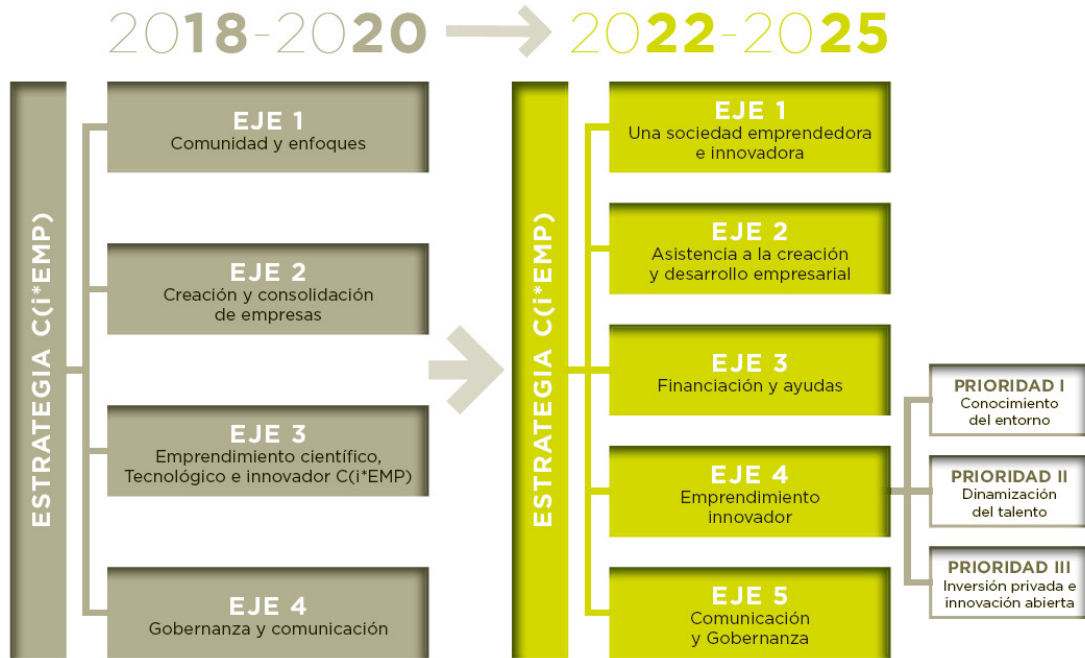 2018-2020
2022-2025
ESTRATEGIA C(i*EMP)
EJE 1
Comunidad y enfoques
EJE 2
Creación y consolidación
de empresas
EJE 3
Emprendimiento científico,
Tecnológico e innovador C(i*EMP)
EJE 4
Gobernanza y comunicación
ESTRATEGIA C(i*EMP)
EJE 1
Una sociedad emprendedora
e innovadora
EJE 2
Asistencia a la creación
y desarrollo empresarial
EJE 3
Financiación y ayudas
EJE 4
Emprendimiento
innovador
EJE 5
Comunicación
y Gobernanza
PRIORIDAD I
Conocimiento
del entorno
PRIORIDAD II
Dinamización
del talento
PRIORIDAD III
Inversión privada e
innovación abierta